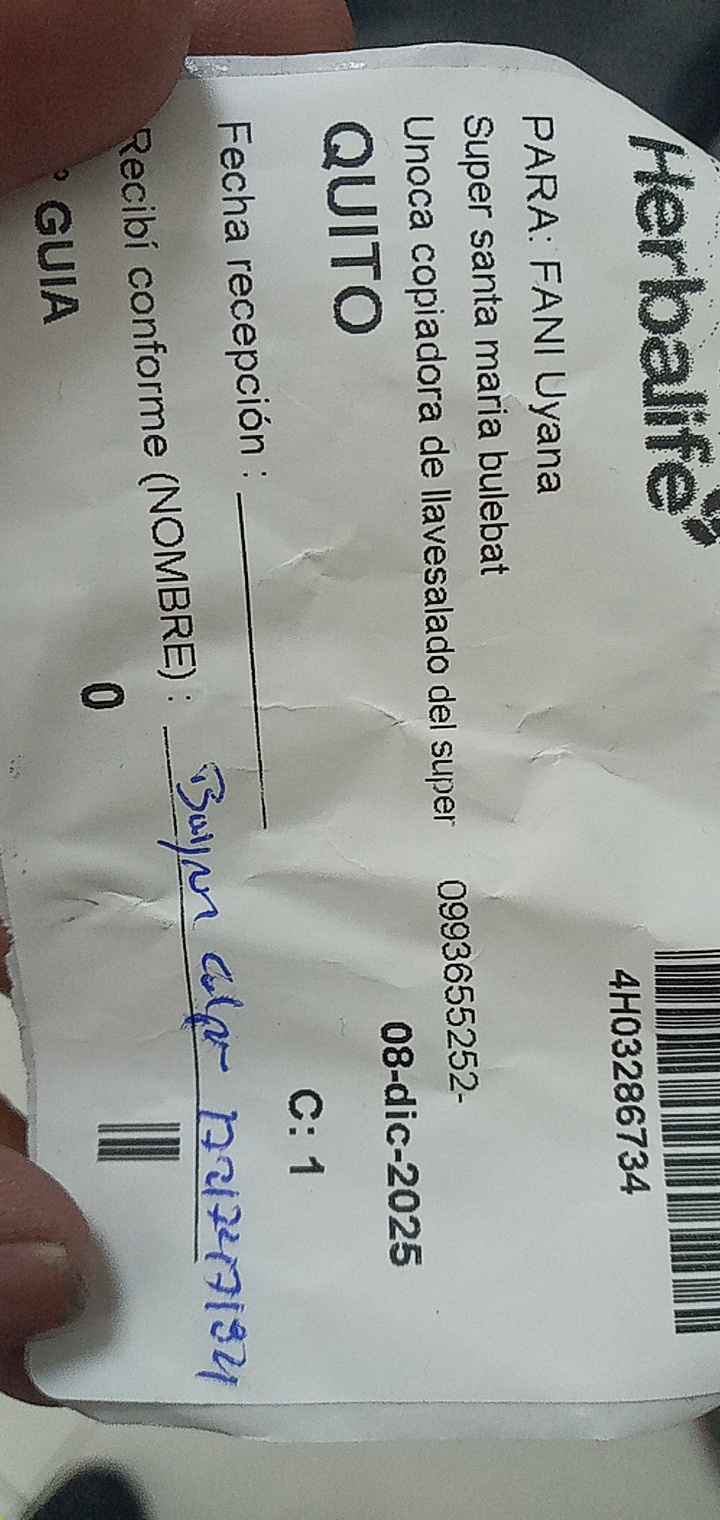 Herbalife
4H03286734
PARA: FANI Uyana
Super santa maria bulebat
Unoca copiadora de llavesalado del super 0993655252-
QUITO 08-dic-2025
C: 1
Fecha recepción :
Recibí conforme (NOMBRE) :
0
GUIA